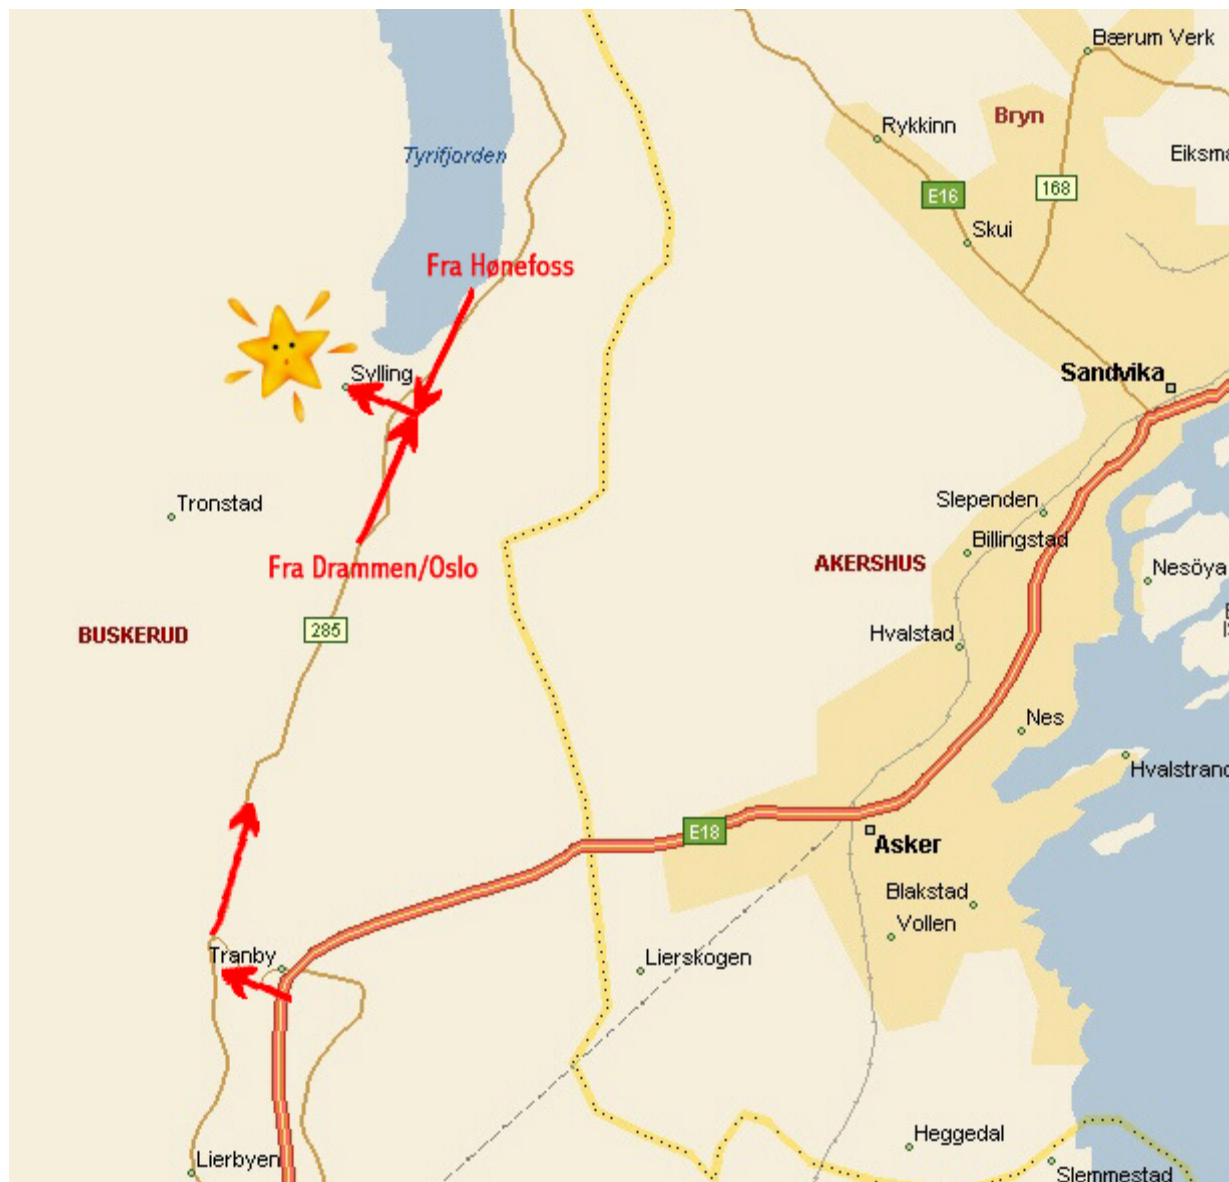 Bærum Verk
Bryn
Rykkinn
Eiksma
Tyrifjorden
E16
168
Skui
Fra Hønefoss
Sylling
Sandvika
Tronstad
Slependen
Billingstad
Fra Drammen/Oslo
AKERSHUS
Nesöya
BUSKERUD
285
Hvalstad
Nes
Hvalstrand
E18
Asker
Blakstad
Vollen
Tranby
Lierskogen
Heggedal
Lierbyen
Slemmestad